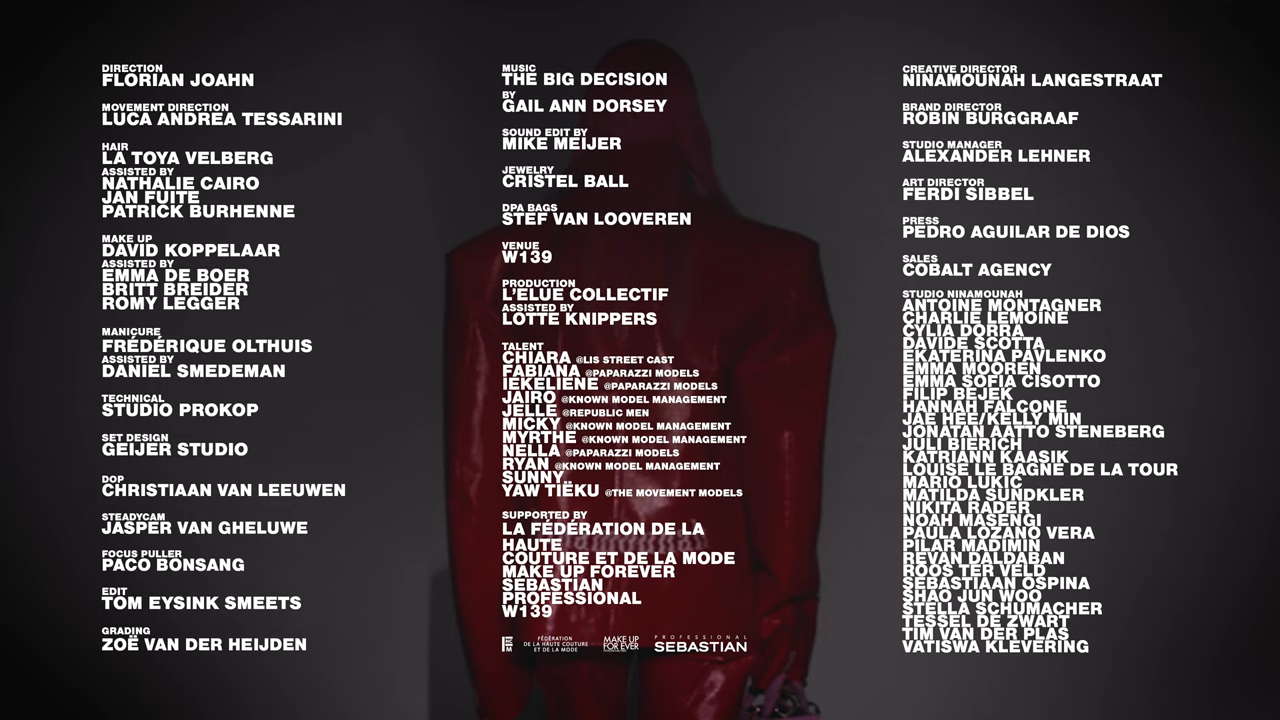 DIRECTION
FLORIAN JOAHN
MOVEMENT DIRECTION
LUCA ANDREA TESSARINI
HAIR
LA TOYA VELBERG
ASSISTED BY
NATHALIE CAIRO
JAN FUITE
PATRICK BURHENNE
MAKE UP
DAVID KOPPELAAR
ASSISTED BY
EMMA DE BOER
BRITT BREIDER
ROMY LEGGER
MANICURE
FRÉDÉRIQUE OLTHUIS
ASSISTED BY
DANIEL SMEDEMAN
TECHNICAL
STUDIO PROKOP
SET DESIGN
GEIJER STUDIO
DOP
CHRISTIAAN VAN LEEUWEN
STEADYCAM
JASPER VAN GHELUWE
FOCUS PULLER
PACO BONSANG
EDIT
TOM EYSINK SMEETS
GRADING
ZOË VAN DER HEIJDEN
MUSIC
THE BIG DECISION
BY
GAIL ANN DORSEY
SOUND EDIT BY
MIKE MEIJER
JEWELRY
CRISTEL BALL
DPA BAGS
STEF VAN LOOVEREN
VENUE
W139
PRODUCTION
L'ELUE COLLECTIF
ASSISTED BY
LOTTE KNIPPERS
TALENT
CHIARA @LIS STREET CAST
FABIANA @PAPARAZZI MODELS
IEKELIENE @PAPARAZZI MODELS
JAIRO @KNOWN MODEL MANAGEMENT
JELLE @REPUBLIC MEN
MICKY @KNOWN MODEL MANAGEMENT
MYRTHE @KNOWN MODEL MANAGEMENT
NELLA @PAPARAZZI MODELS
RYAN @KNOWN MODEL MANAGEMENT
SUNNY
YAW TIËKU @THE MOVEMENT MODELS
SUPPORTED BY
LA FÉDÉRATION DE LA
HAUTE
COUTURE ET DE LA MODE
MAKE UP FOREVER
SEBASTIAN
PROFESSIONAL
W139
FÉDÉRATION
DE LA HAUTE COUTURE
ET DE LA MODE
MAKE UP
FOR EVER
PROFESSIONAL
SEBASTIAN
CREATIVE DIRECTOR
NINAMOUNAH LANGESTRAAT
BRAND DIRECTOR
ROBIN BURGGRAAF
STUDIO MANAGER
ALEXANDER LEHNER
ART DIRECTOR
FERDI SIBBEL
PRESS
PEDRO AGUILAR DE DIOS
SALES
COBALT AGENCY
STUDIO NINAMOUNAH
ANTOINE MONTAGNER
CHARLIE LEMOINE
CYLIA DORRA
DAVIDE SCOTTA
EKATERINA PAVLENKO
EMMA MOOREN
EMMA SOFIA CISOTTO
FILIP BEJEK
HANNAH FALCONE
JAE HEE/KELLY MIN
JONATAN AATTO STENEBERG
JULI BIERICH
KATRIANN KAASIK
LOUISE LE BAGNE DE LA TOUR
MARIO LUKIC
MATILDA SUNDKLER
NIKITA RADER
NOAH MASENGI
PAULA LOZANO VERA
PILAR MADIMIN
REVAN DALDABAN
ROOS TER VELD
SEBASTIAAN OSPINA
SHAO JUN WOO
STELLA SCHUMACHER
TESSEL DE ZWART
TIM VAN DER PLAS
VATISWA KLEVERING